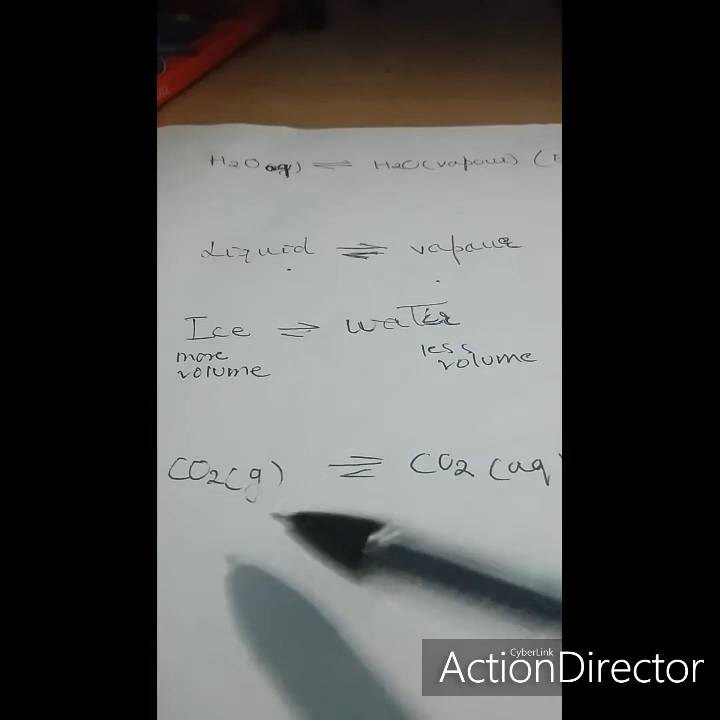 H2O aq) ⇌ H2O(vapour) (
Liquid ⇌ vapour
Ice ⇌ water
more volume
less volume
CO2(g) ⇌ CO2 (aq
CyberLink
ActionDirector